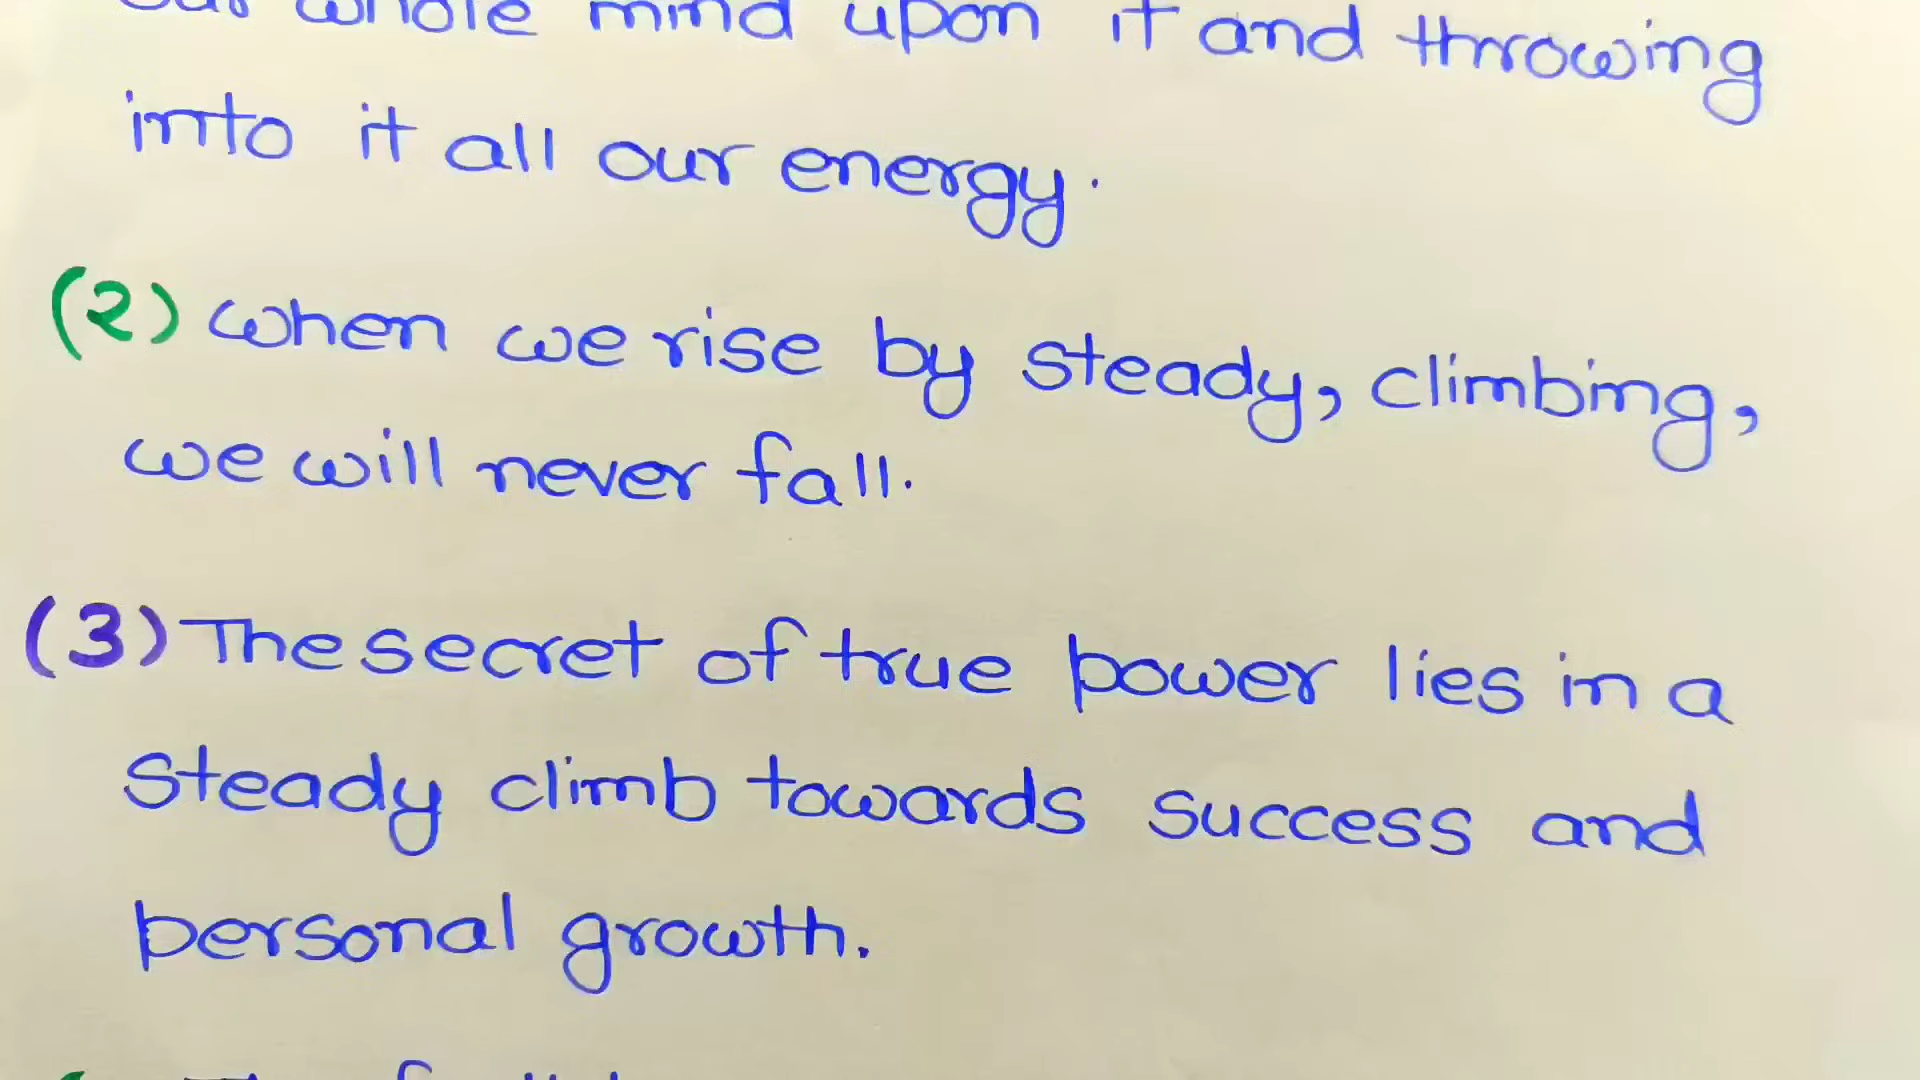 whole mind upon it and throwing
into it all our energy.
(2) when we rise by steady, climbing,
we will never fall.
(3) The secret of true power lies in a
steady climb towards success and
personal growth.